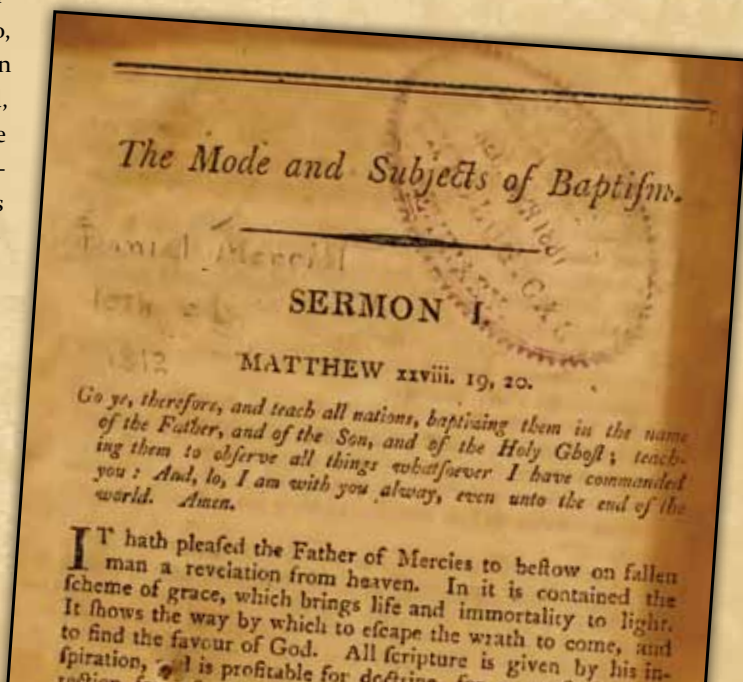 The Mode and Subjects of Baptiſm.
Daniel Merrill
SERMON I.
1812
MATTHEW xxviii. 19, 20.
Go ye, therefore, and teach all nations, baptizing them in the name
of the Father, and of the Son, and of the Holy Ghoſt; teach-
ing them to obſerve all things whatſoever I have commanded
you: And, lo, I am with you alway, even unto the end of the
world. Amen.
IT hath pleaſed the Father of Mercies to beſtow on fallen
man a revelation from heaven. In it is contained the
ſcheme of grace, which brings life and immortality to light.
It ſhows the way by which to eſcape the wrath to come, and
to find the favour of God. All ſcripture is given by his in-
ſpiration, and is profitable for doctrine,